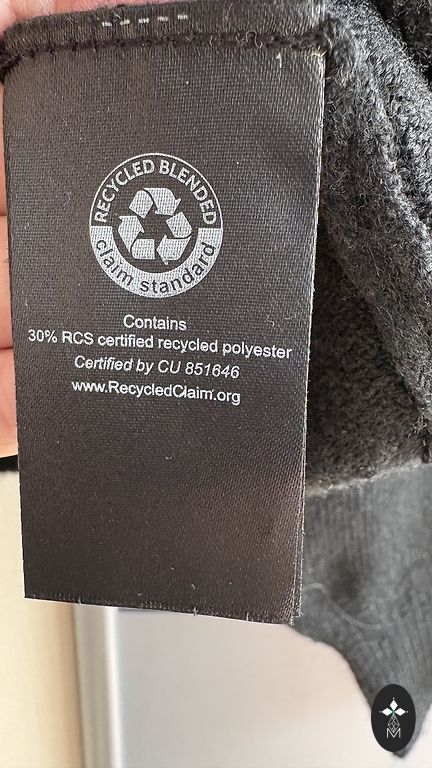 RECYCLED BLENDED
claim standard
Contains
30% RCS certified recycled polyester
Certified by CU 851646
www.RecycledClaim.org
M